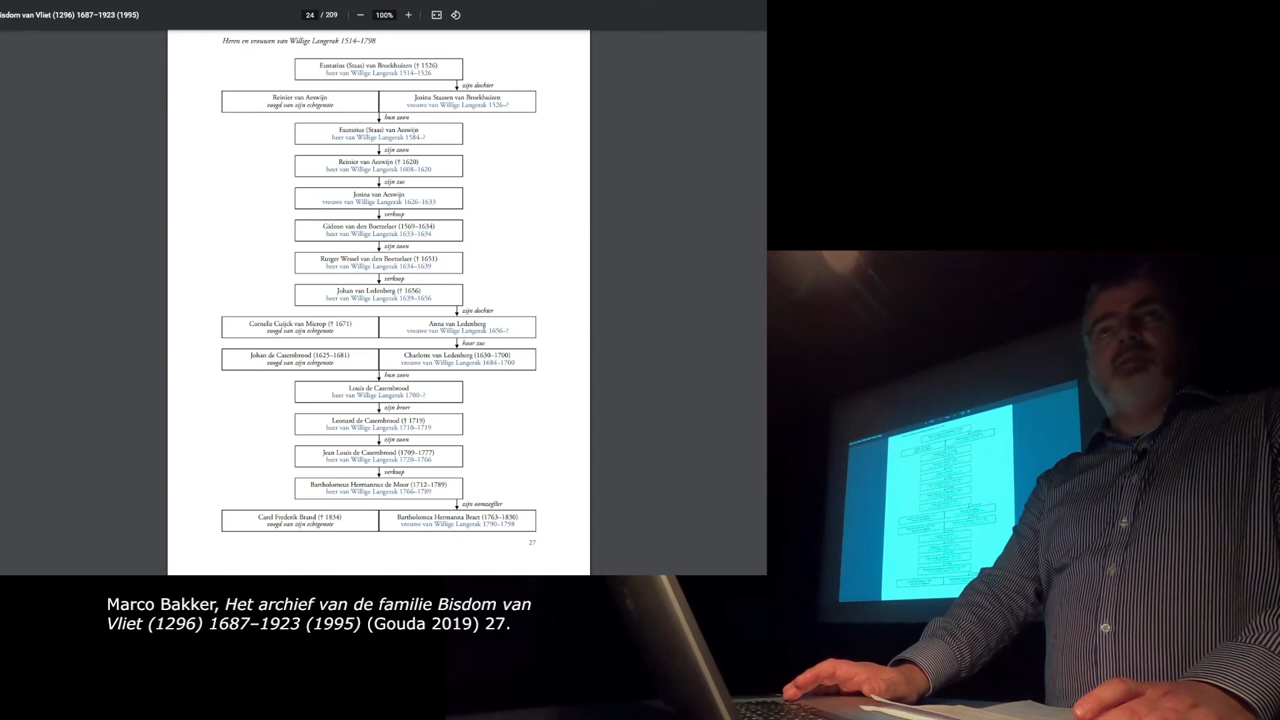 isdom van Vliet (1296) 1687–1923 (1995)
24 / 209
100%
Heren en vrouwen van Willige Langerak 1514–1798
Eustatius (Staas) van Broekhuizen († 1526)
heer van Willige Langerak 1514–1526
zijn dochter
Reinier van Aeswijn
voogd van zijn echtgenote
Josina Staasen van Broekhuizen
vrouwe van Willige Langerak 1526–?
hun zoon
Eustatius (Staas) van Aeswijn
heer van Willige Langerak 1584–?
zijn zoon
Reinier van Aeswijn († 1620)
heer van Willige Langerak 1608–1620
zijn zus
Josina van Aeswijn
vrouwe van Willige Langerak 1626–1633
verkoop
Gideon van den Boetzelaer (1569–1634)
heer van Willige Langerak 1633–1634
zijn zoon
Rutger Wessel van den Boetzelaer († 1651)
heer van Willige Langerak 1634–1639
verkoop
Johan van Ledenberg († 1656)
heer van Willige Langerak 1639–1656
zijn dochter
Cornelis Cuijck van Mierop († 1671)
voogd van zijn echtgenote
Anna van Ledenberg
vrouwe van Willige Langerak 1656–?
haar zus
Johan de Casembrood (1625–1681)
voogd van zijn echtgenote
Charlotte van Ledenberg (1630–1700)
vrouwe van Willige Langerak 1684–1700
hun zoon
Louis de Casembrood
heer van Willige Langerak 1700–?
zijn broer
Leonard de Casembrood († 1719)
heer van Willige Langerak 1710–1719
zijn zoon
Jean Louis de Casembrood (1709–1777)
heer van Willige Langerak 1720–1766
verkoop
Bartholomeus Hermannus de Moor (1712–1789)
heer van Willige Langerak 1766–1789
zijn oomzegster
Carel Frederik Brand († 1834)
voogd van zijn echtgenote
Bartholomea Hermanna Braet (1763–1830)
vrouwe van Willige Langerak 1790–1798
27
Marco Bakker, Het archief van de familie Bisdom van
Vliet (1296) 1687–1923 (1995) (Gouda 2019) 27.